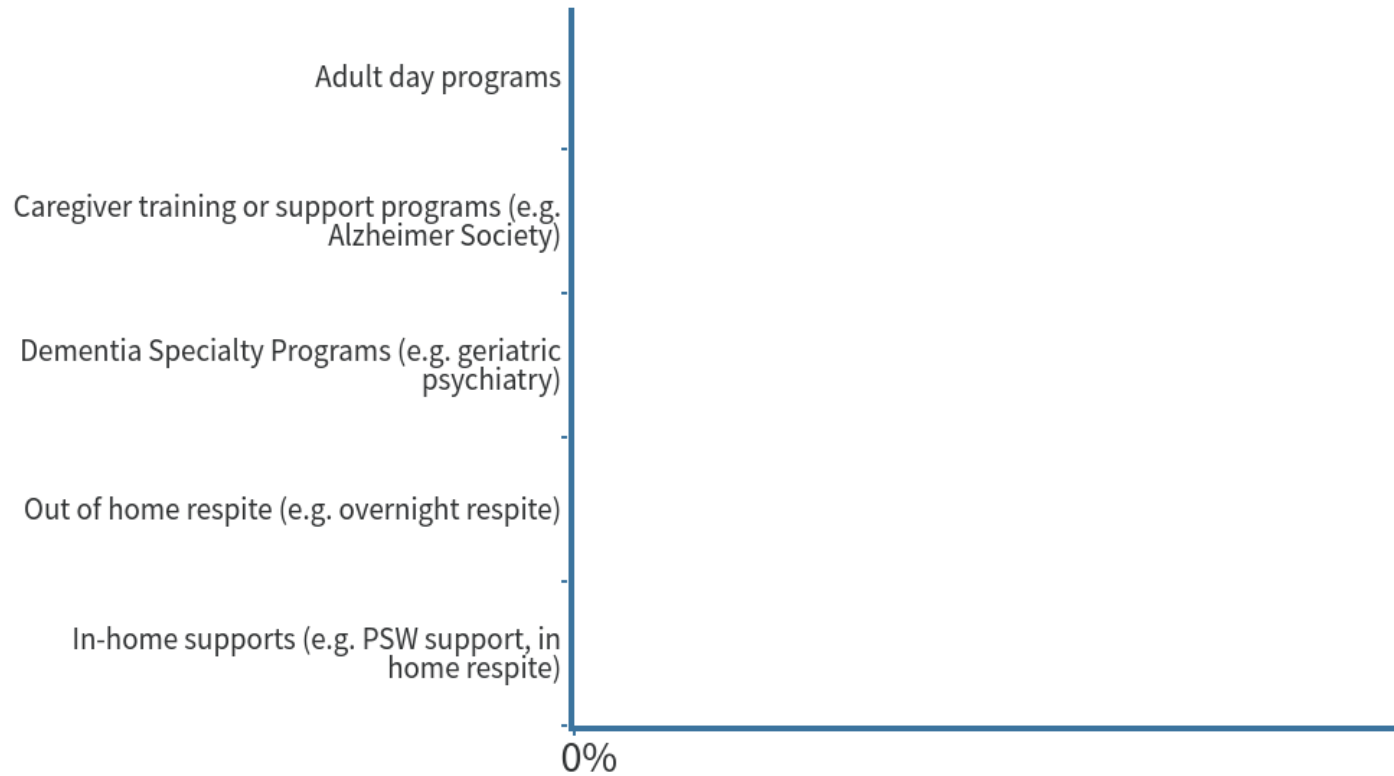 Adult day programs
Caregiver training or support programs (e.g.
Alzheimer Society)
Dementia Specialty Programs (e.g. geriatric
psychiatry)
Out of home respite (e.g. overnight respite)
In-home supports (e.g. PSW support, in
home respite)
0%